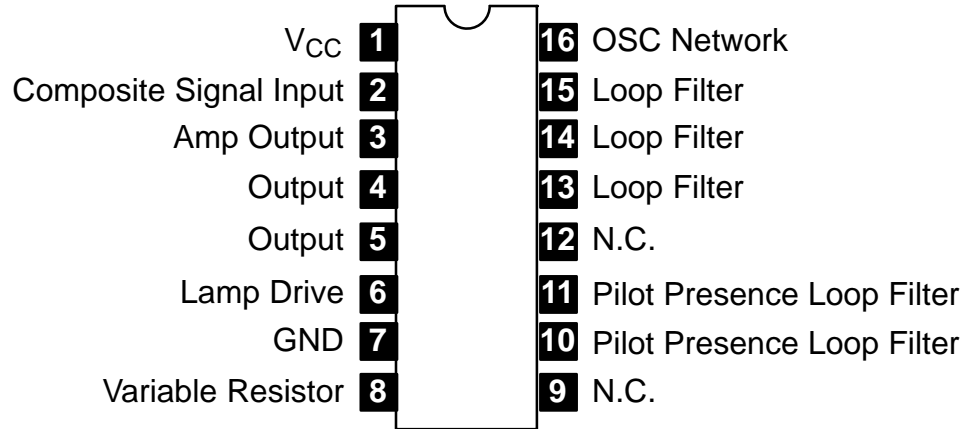 VCC 1 16 OSC Network
Composite Signal Input 2 15 Loop Filter
Amp Output 3 14 Loop Filter
Output 4 13 Loop Filter
Output 5 12 N.C.
Lamp Drive 6 11 Pilot Presence Loop Filter
GND 7 10 Pilot Presence Loop Filter
Variable Resistor 8 9 N.C.